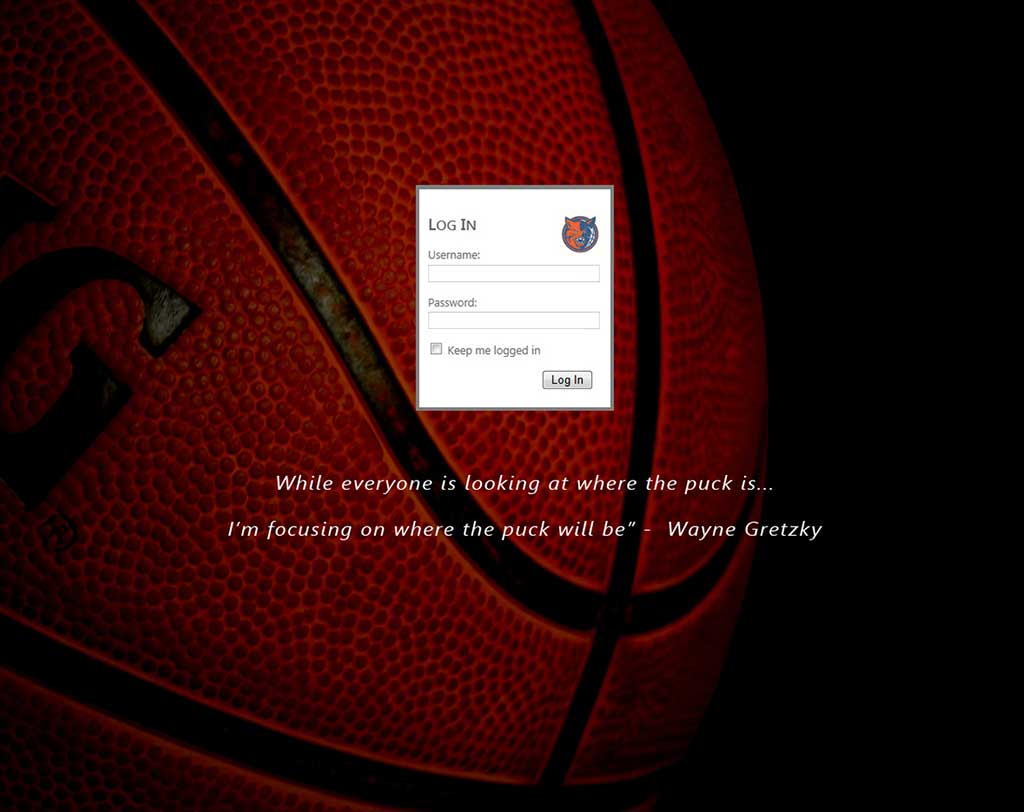 Log In
Username:
Password:
Keep me logged in
Log In
While everyone is looking at where the puck is...
I'm focusing on where the puck will be" - Wayne Gretzky